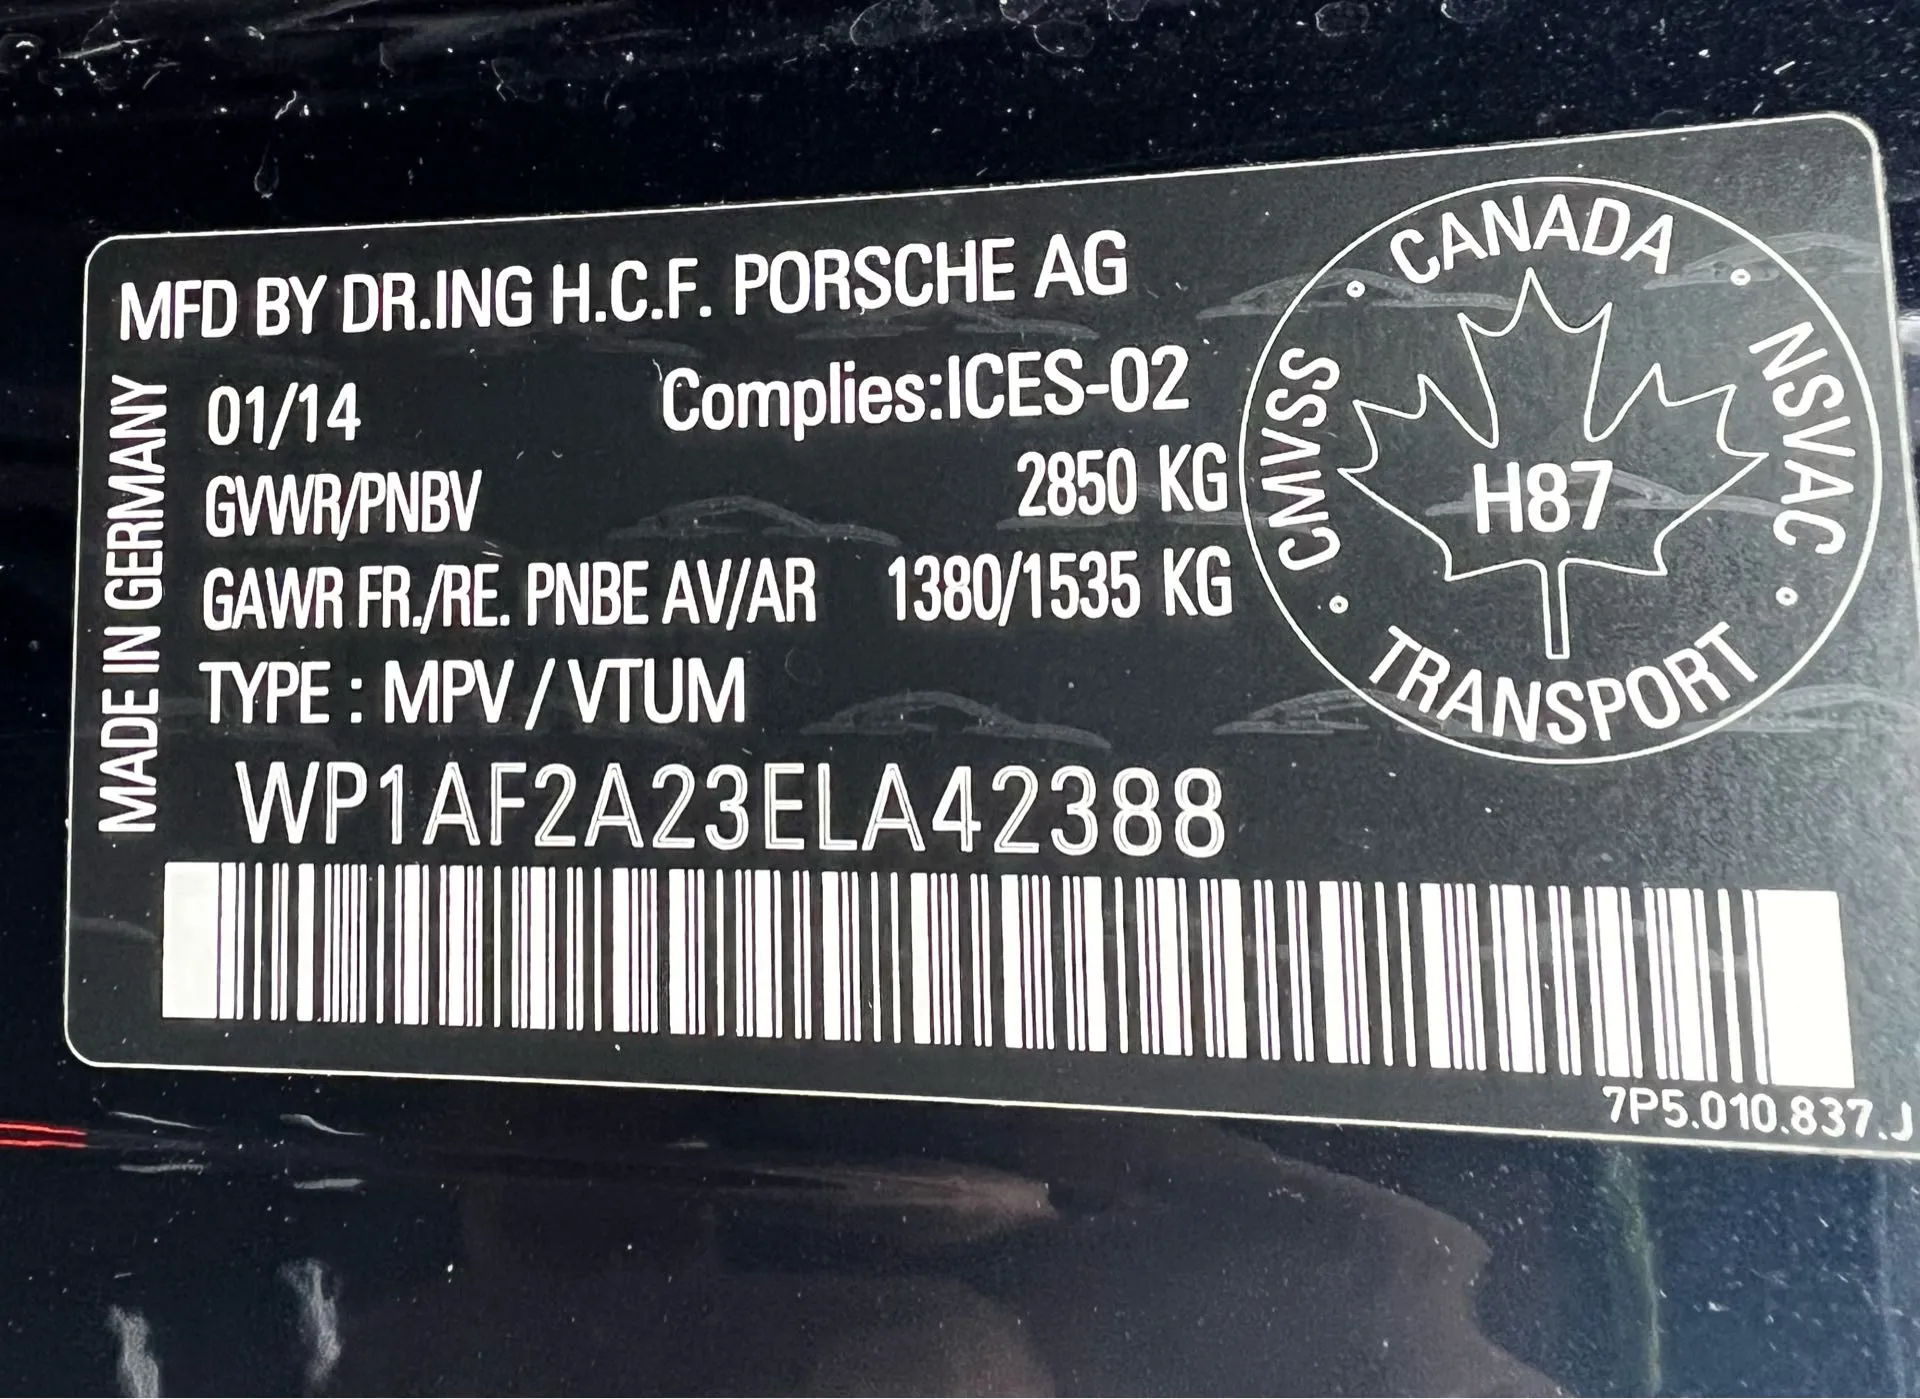 MFD BY DR.ING H.C.F. PORSCHE AG
MADE IN GERMANY
01/14 Complies:ICES-02
GVWR/PNBV 2850 KG
GAWR FR./RE. PNBE AV/AR 1380/1535 KG
TYPE : MPV / VTUM
WP1AF2A23ELA42388
CANADA
NSVAC
TRANSPORT
CMVSS
H87
7P5.010.837.J